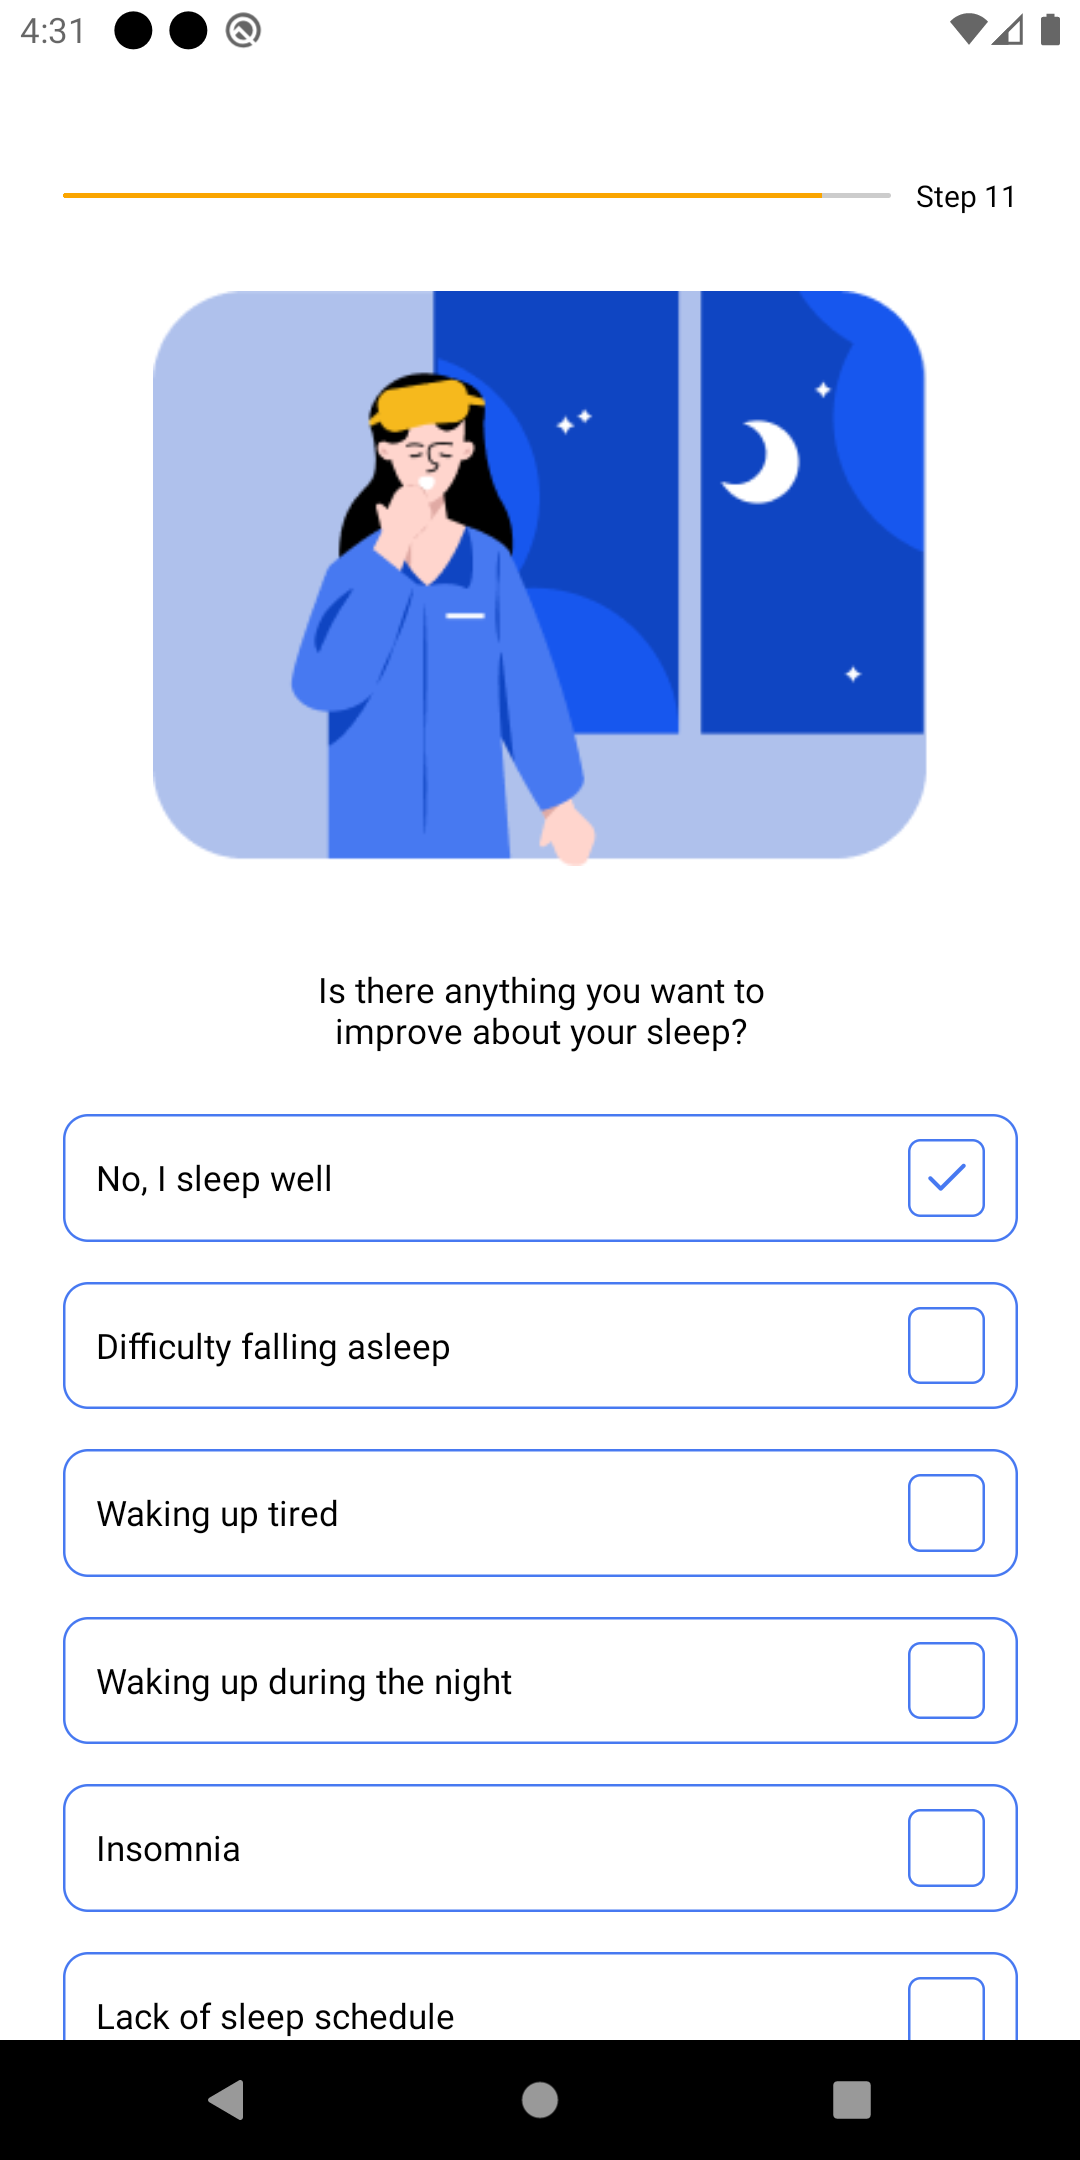 4:31
Step 11
Is there anything you want to
improve about your sleep?
No, I sleep well
Difficulty falling asleep
Waking up tired
Waking up during the night
Insomnia
Lack of sleep schedule